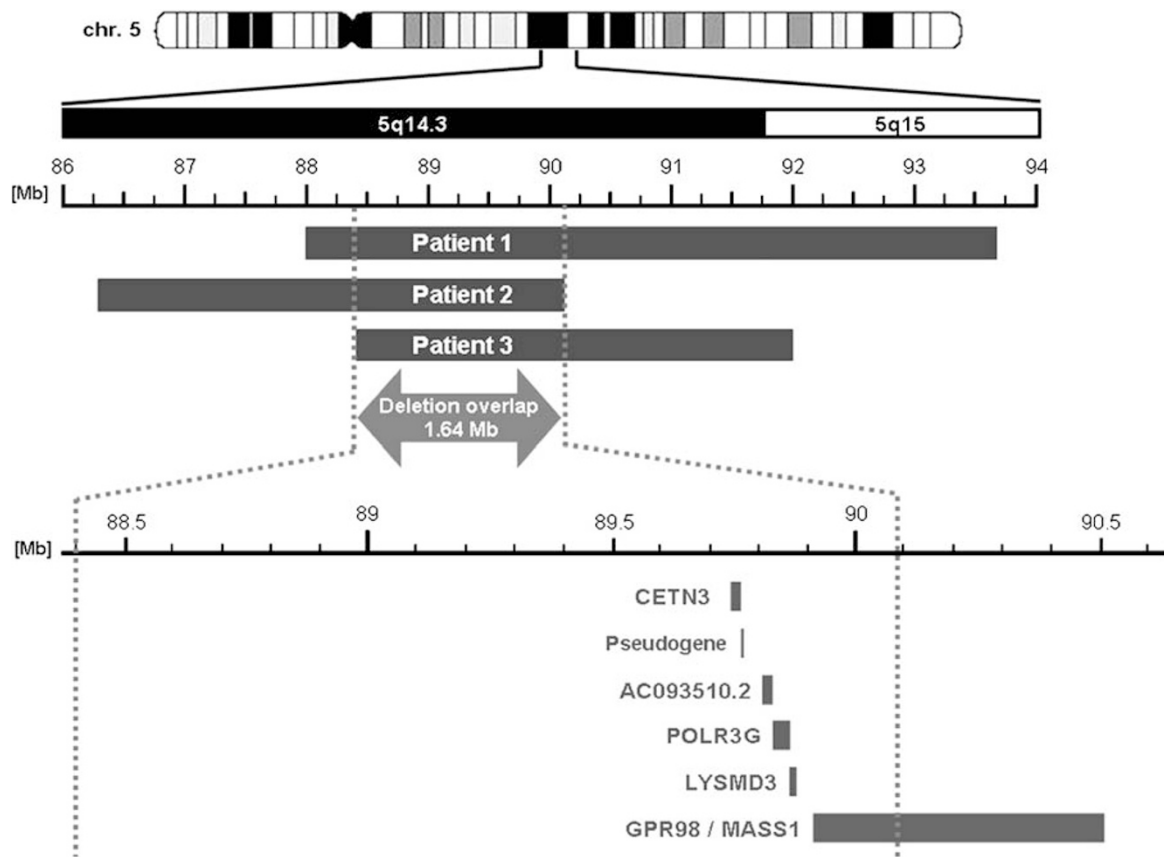 chr. 5
5q14.3 5q15
86 87 88 89 90 91 92 93 94
[Mb]
Patient 1
Patient 2
Patient 3
Deletion overlap
1.64 Mb
88.5 89 89.5 90 90.5
[Mb]
CETN3
Pseudogene
AC093510.2
POLR3G
LYSMD3
GPR98 / MASS1